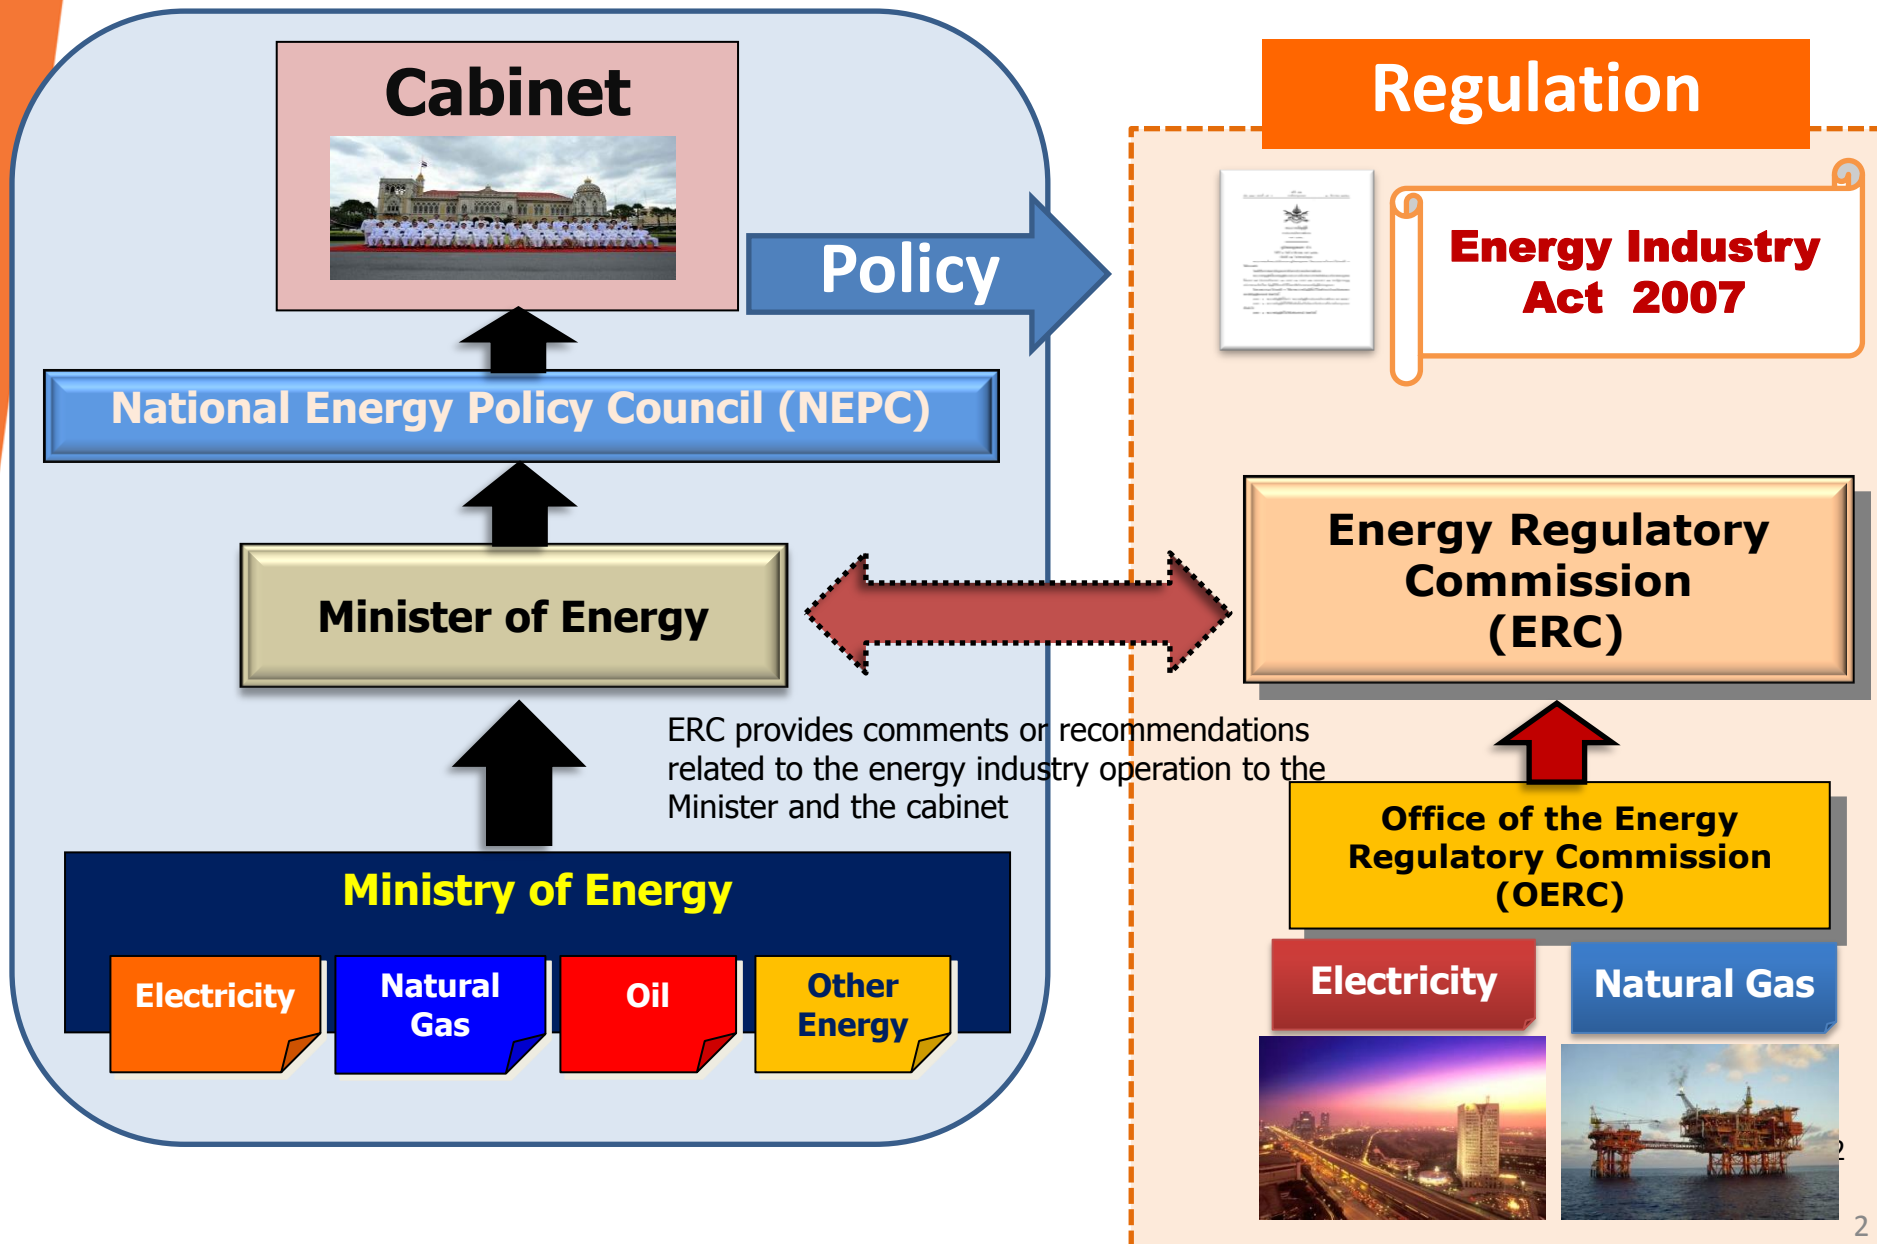 Cabinet
Policy
National Energy Policy Council (NEPC)
Minister of Energy
ERC provides comments or recommendations
related to the energy industry operation to the
Minister and the cabinet
Ministry of Energy
Electricity
Natural
Gas
Oil
Other
Energy
Regulation
Energy Industry
Act 2007
Energy Regulatory
Commission
(ERC)
Office of the Energy
Regulatory Commission
(OERC)
Electricity
Natural Gas
2
2